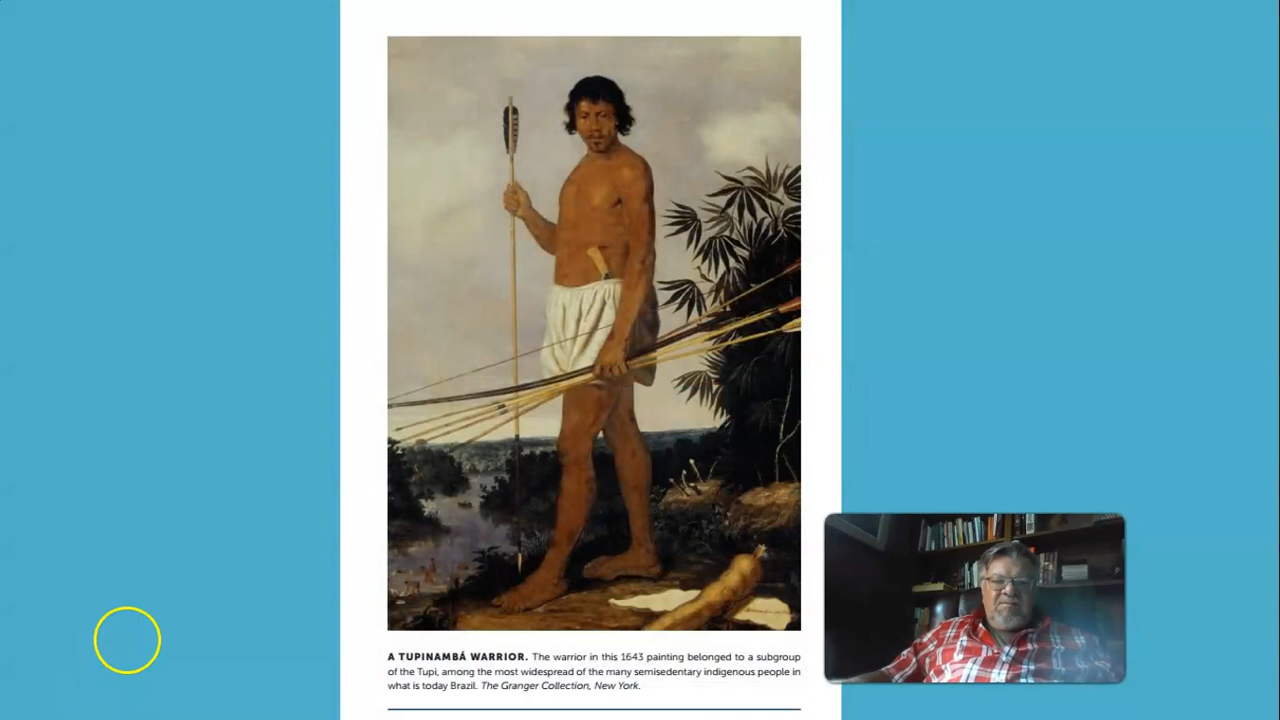 A TUPINAMBÁ WARRIOR. The warrior in this 1643 painting belonged to a subgroup
of the Tupi, among the most widespread of the many semisedentary indigenous people in
what is today Brazil. The Granger Collection, New York.